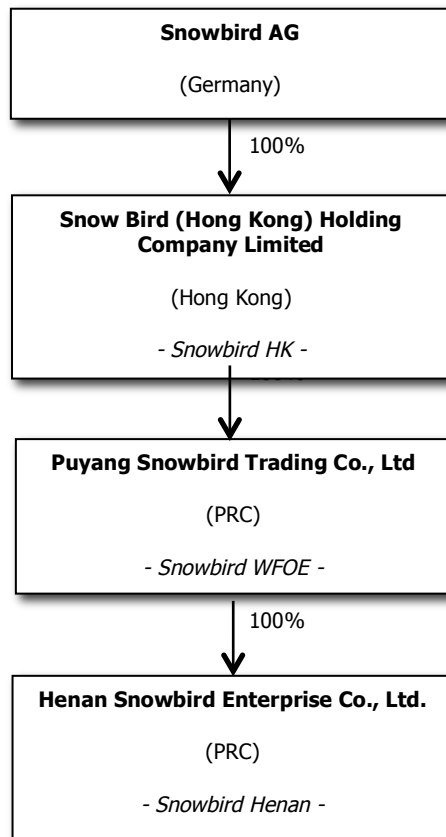 Snowbird AG
(Germany)
100%
Snow Bird (Hong Kong) Holding
Company Limited
(Hong Kong)
- Snowbird HK -
Puyang Snowbird Trading Co., Ltd
(PRC)
- Snowbird WFOE -
100%
Henan Snowbird Enterprise Co., Ltd.
(PRC)
- Snowbird Henan -